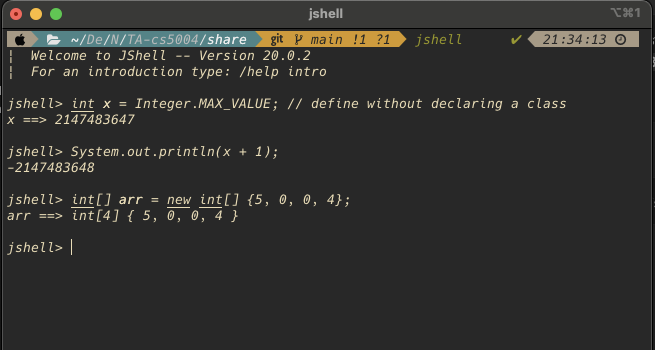 jshell
⌥⌘1
~/De/N/TA-cs5004/share git main !1 ?1 jshell ✔ 21:34:13
| Welcome to JShell -- Version 20.0.2
| For an introduction type: /help intro
jshell> int x = Integer.MAX_VALUE; // define without declaring a class
x ==> 2147483647
jshell> System.out.println(x + 1);
-2147483648
jshell> int[] arr = new int[] {5, 0, 0, 4};
arr ==> int[4] { 5, 0, 0, 4 }
jshell>